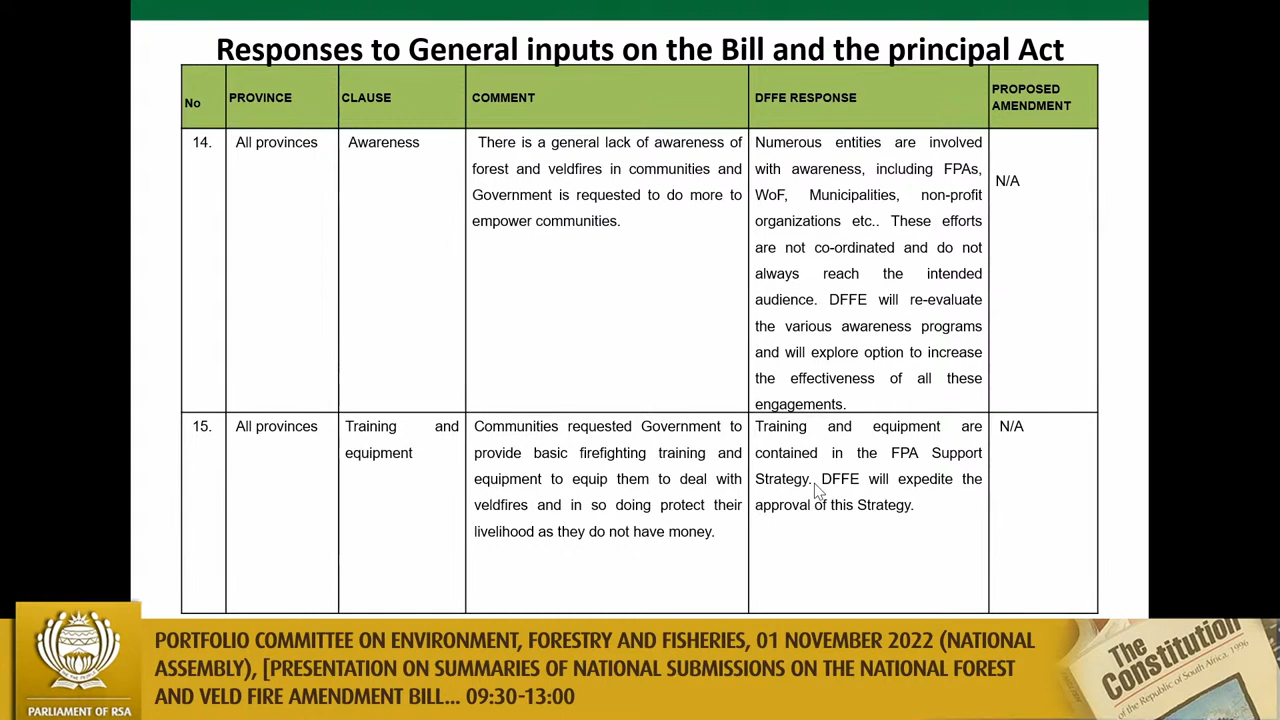 Responses to General inputs on the Bill and the principal Act
No
PROVINCE
CLAUSE
COMMENT
DFFE RESPONSE
PROPOSED
AMENDMENT
14.
All provinces
Awareness
There is a general lack of awareness of
forest and veldfires in communities and
Government is requested to do more to
empower communities.
Numerous entities are involved
with awareness, including FPAs,
WoF, Municipalities, non-profit
organizations etc.. These efforts
are not co-ordinated and do not
always reach the intended
audience. DFFE will re-evaluate
the various awareness programs
and will explore option to increase
the effectiveness of all these
engagements.
N/A
15.
All provinces
Training and
equipment
Communities requested Government to
provide basic firefighting training and
equipment to equip them to deal with
veldfires and in so doing protect their
livelihood as they do not have money.
Training and equipment are
contained in the FPA Support
Strategy. DFFE will expedite the
approval of this Strategy.
N/A
PARLIAMENT OF RSA
PORTFOLIO COMMITTEE ON ENVIRONMENT, FORESTRY AND FISHERIES, 01 NOVEMBER 2022 (NATIONAL
ASSEMBLY), [PRESENTATION ON SUMMARIES OF NATIONAL SUBMISSIONS ON THE NATIONAL FOREST
AND VELD FIRE AMENDMENT BILL... 09:30-13:00
The
Constitution
of the Republic of South Africa, 1996